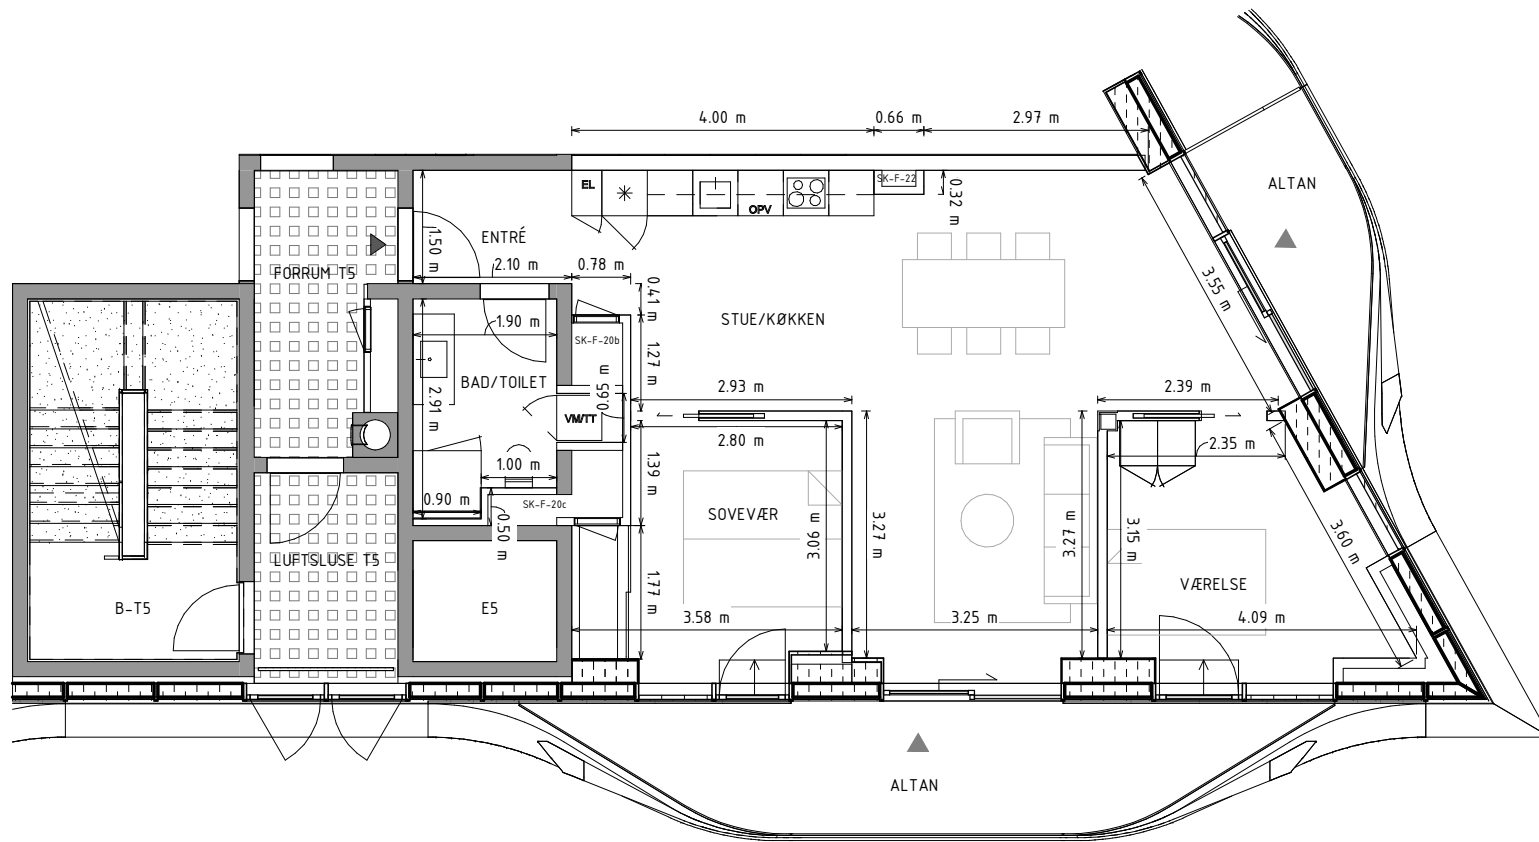 4.00 m
0.66 m
2.97 m
ALTAN
EL
SK-F-22
OPV
0.32 m
ENTRÉ
1.50 m
2.10 m
0.78 m
FORRUM T5
3.55 m
0.41 m
STUE/KØKKEN
1.90 m
SK-F-20b
1.27 m
BAD/TOILET
2.91 m
0.65 m
VM/TT
2.93 m
2.39 m
2.80 m
2.35 m
1.00 m
1.39 m
0.90 m
SK-F-20c
0.50 m
SOVEVÆR
3.06 m
3.27 m
3.27 m
3.15 m
3.60 m
LUFTSLUSE T5
1.77 m
VÆRELSE
B-T5
E5
3.58 m
3.25 m
4.09 m
ALTAN